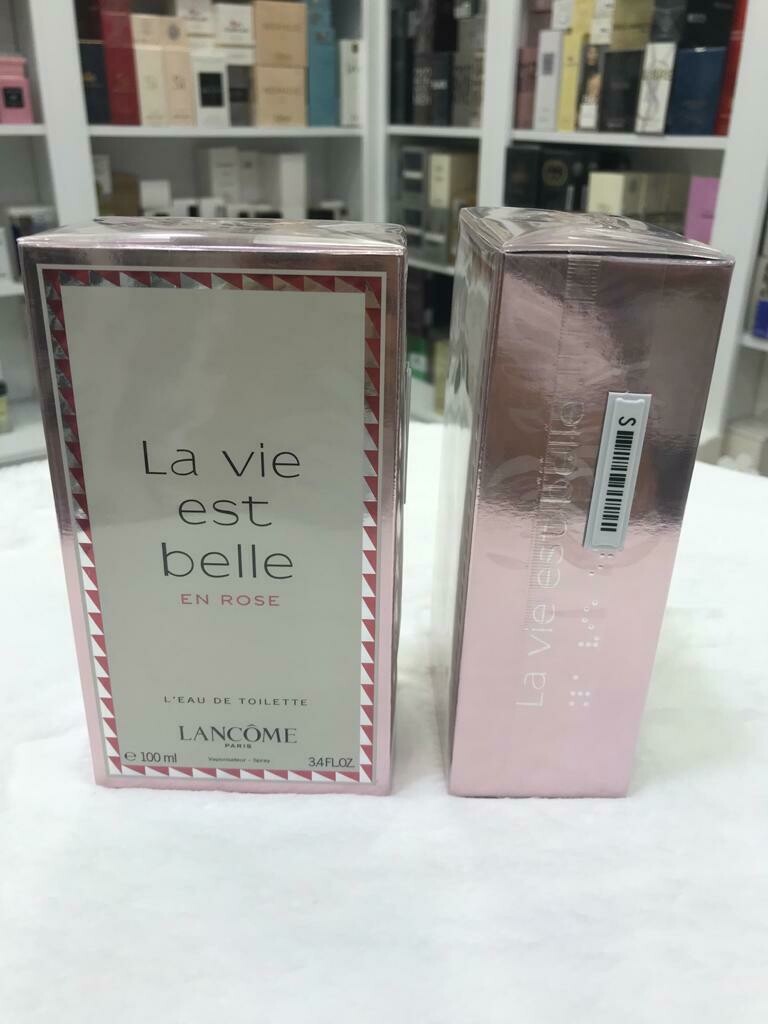 La vie
est
belle
EN ROSE
L'EAU DE TOILETTE
LANCÔME
PARIS
e 100 ml
Vaporisateur - Spray
3.4 FL.OZ.
La vie est belle
S